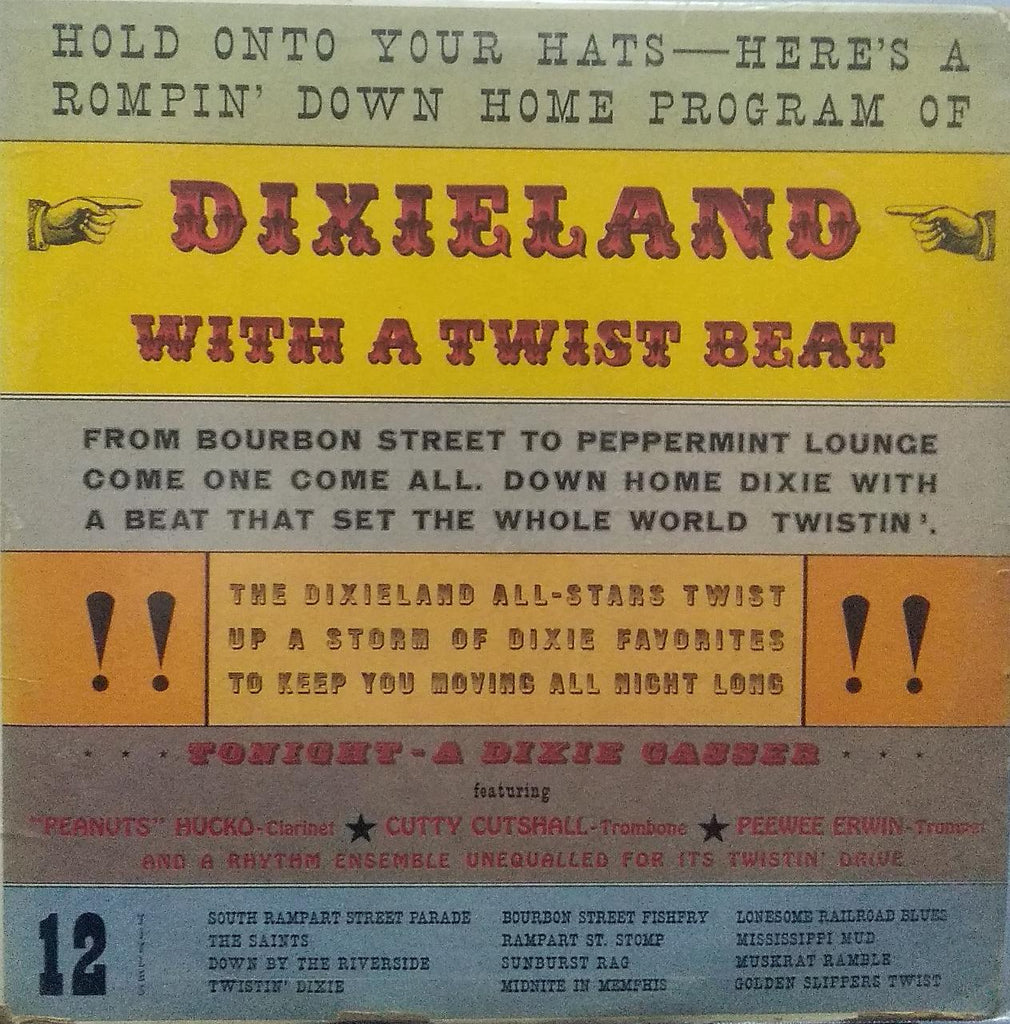 HOLD ONTO YOUR HATS—HERE'S A
ROMPIN' DOWN HOME PROGRAM OF
DIXIELAND
WITH A TWIST BEAT
FROM BOURBON STREET TO PEPPERMINT LOUNGE
COME ONE COME ALL. DOWN HOME DIXIE WITH
A BEAT THAT SET THE WHOLE WORLD TWISTIN'.
!! THE DIXIELAND ALL-STARS TWIST !!
UP A STORM OF DIXIE FAVORITES
TO KEEP YOU MOVING ALL NIGHT LONG
TONIGHT-A DIXIE GASSER
featuring
"PEANUTS" HUCKO-Clarinet ★ CUTTY CUTSHALL-Trombone ★ PEEWEE ERWIN-Trumpet
AND A RHYTHM ENSEMBLE UNEQUALLED FOR ITS TWISTIN' DRIVE
12 TITLES
SOUTH RAMPART STREET PARADE
THE SAINTS
DOWN BY THE RIVERSIDE
TWISTIN' DIXIE
BOURBON STREET FISHFRY
RAMPART ST. STOMP
SUNBURST RAG
MIDNITE IN MEMPHIS
LONESOME RAILROAD BLUES
MISSISSIPPI MUD
MUSKRAT RAMBLE
GOLDEN SLIPPERS TWIST